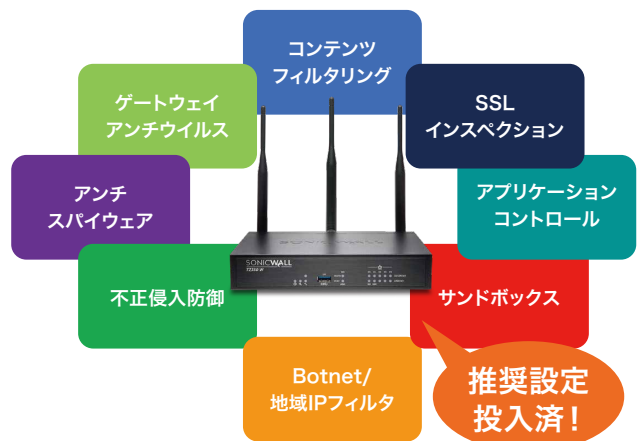 コンテンツ
フィルタリング
ゲートウェイ
アンチウイルス
SSL
インスペクション
アンチ
スパイウェア
アプリケーション
コントロール
SONICWALL
不正侵入防御
サンドボックス
Botnet/
地域IPフィルタ
推奨設定
投入済！